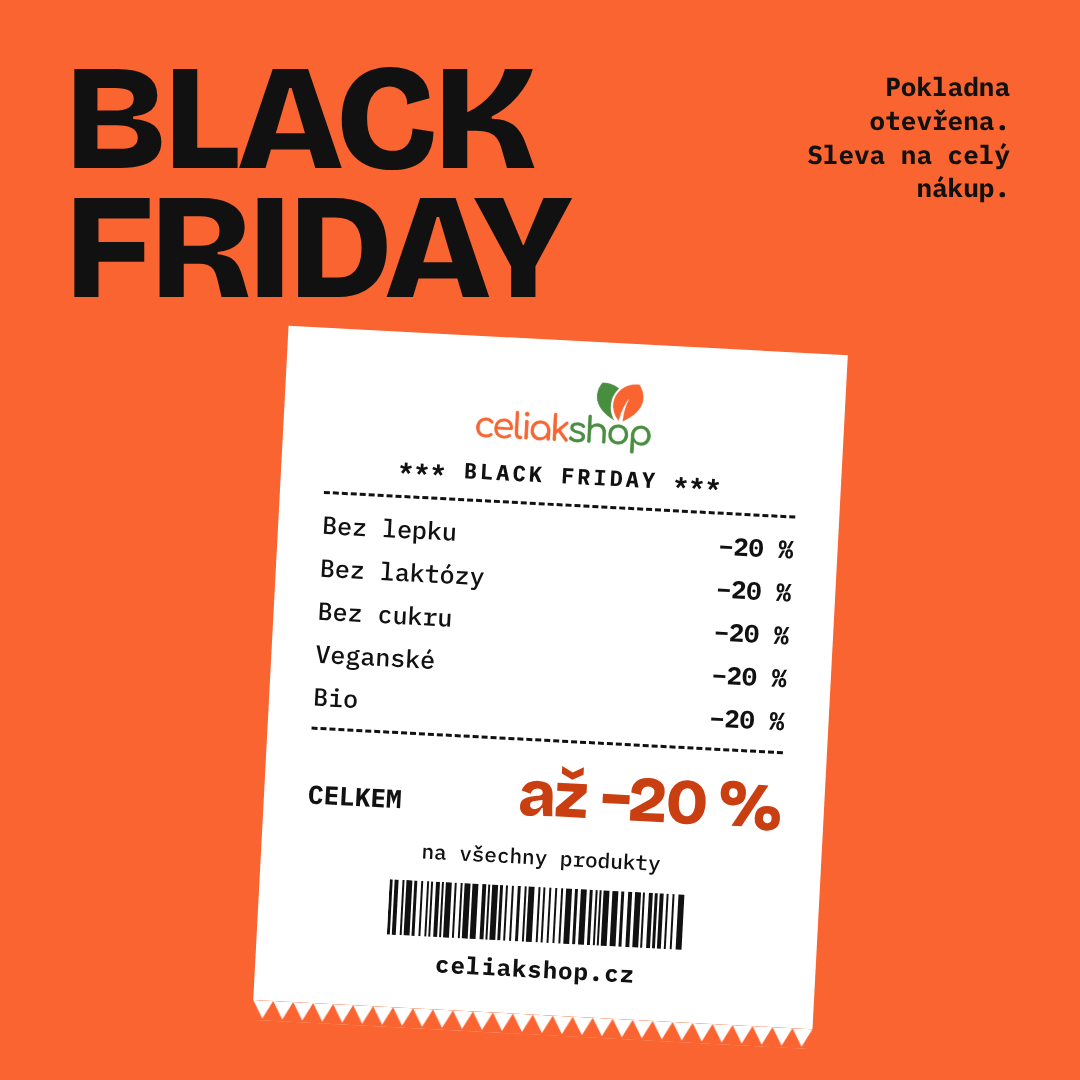 BLACK
FRIDAY
Pokladna
otevřena.
Sleva na celý
nákup.
celiakshop
*** BLACK FRIDAY ***
Bez lepku −20 %
Bez laktózy −20 %
Bez cukru −20 %
Veganské −20 %
Bio −20 %
CELKEM až −20 %
na všechny produkty
celiakshop.cz